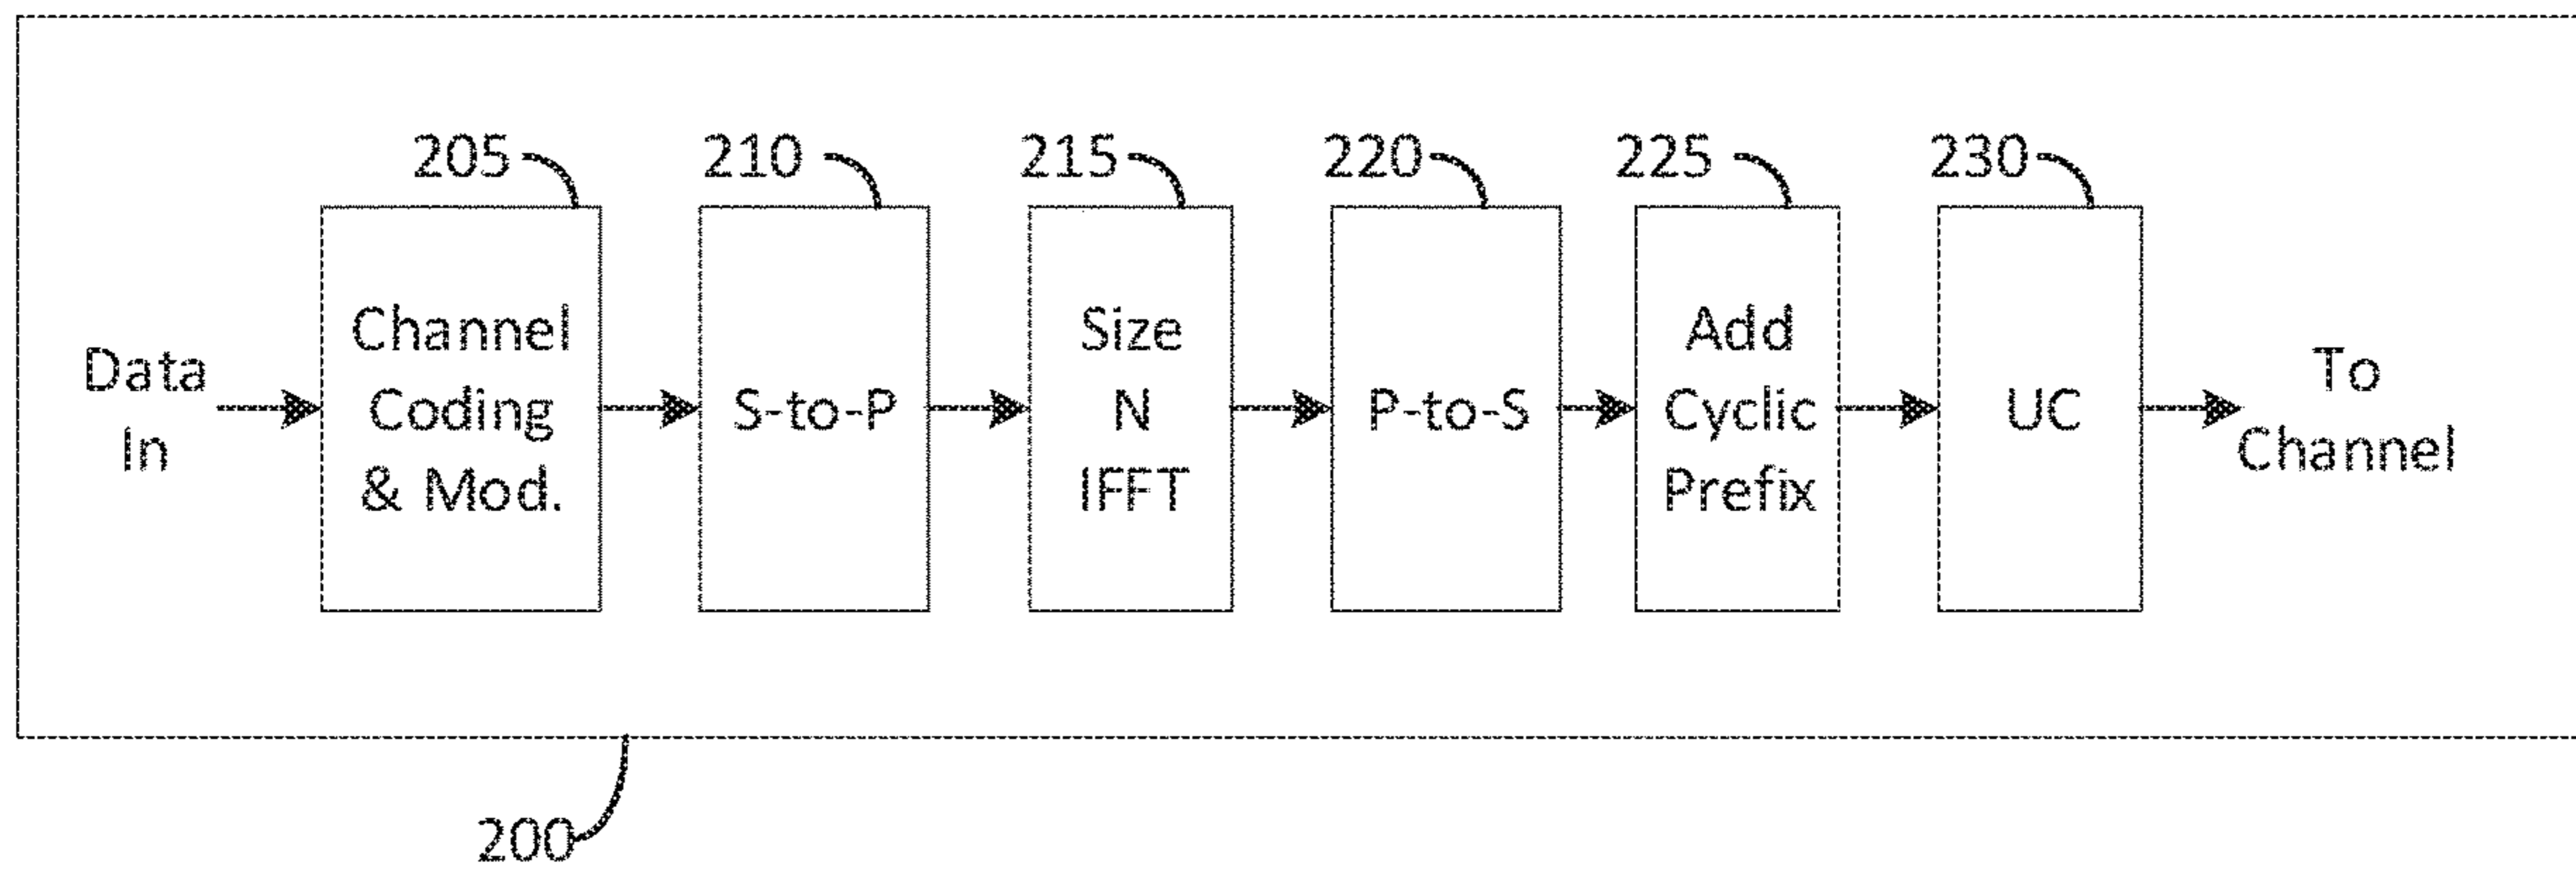 205
210
215
220
225
230
Data
In
Channel
Coding
& Mod.
S-to-P
Size
N
IFFT
P-to-S
Add
Cyclic
Prefix
UC
To
Channel
200